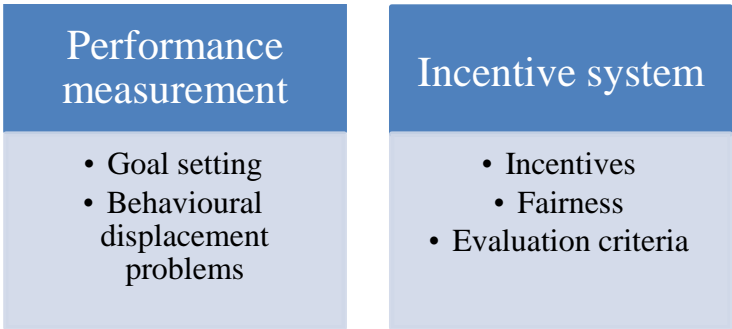 Performance
measurement
• Goal setting
• Behavioural
displacement
problems
Incentive system
• Incentives
• Fairness
• Evaluation criteria